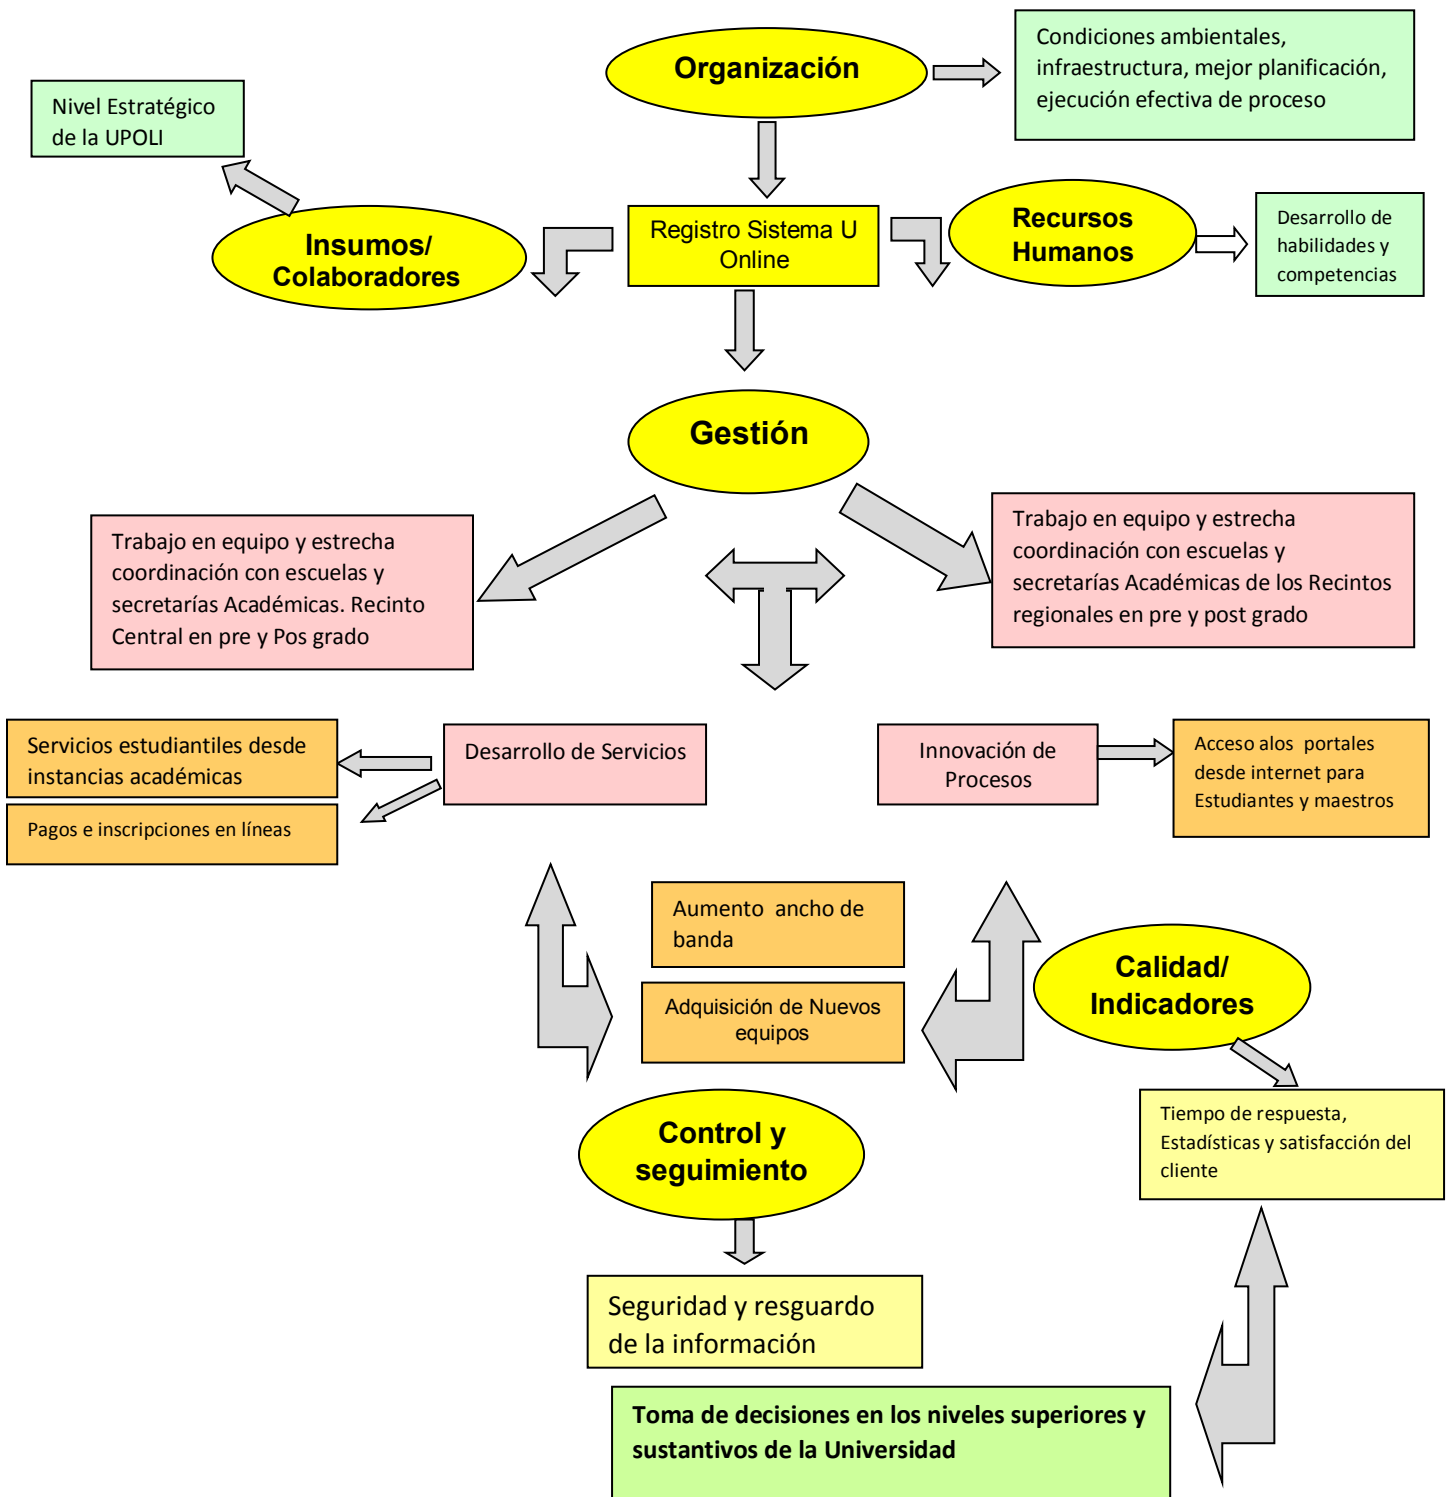 Organización
Condiciones ambientales,
infraestructura, mejor planificación,
ejecución efectiva de proceso
Nivel Estratégico
de la UPOLI
Insumos/
Colaboradores
Registro Sistema U
Online
Recursos
Humanos
Desarrollo de
habilidades y
competencias
Gestión
Trabajo en equipo y estrecha
coordinación con escuelas y
secretarías Académicas. Recinto
Central en pre y Pos grado
Trabajo en equipo y estrecha
coordinación con escuelas y
secretarías Académicas de los Recintos
regionales en pre y post grado
Servicios estudiantiles desde
instancias académicas
Pagos e inscripciones en líneas
Desarrollo de Servicios
Innovación de
Procesos
Acceso alos  portales
desde internet para
Estudiantes y maestros
Aumento  ancho de
banda
Adquisición de Nuevos
equipos
Calidad/
Indicadores
Control y
seguimiento
Tiempo de respuesta,
Estadísticas y satisfacción del
cliente
Seguridad y resguardo
de la información
Toma de decisiones en los niveles superiores y
sustantivos de la Universidad